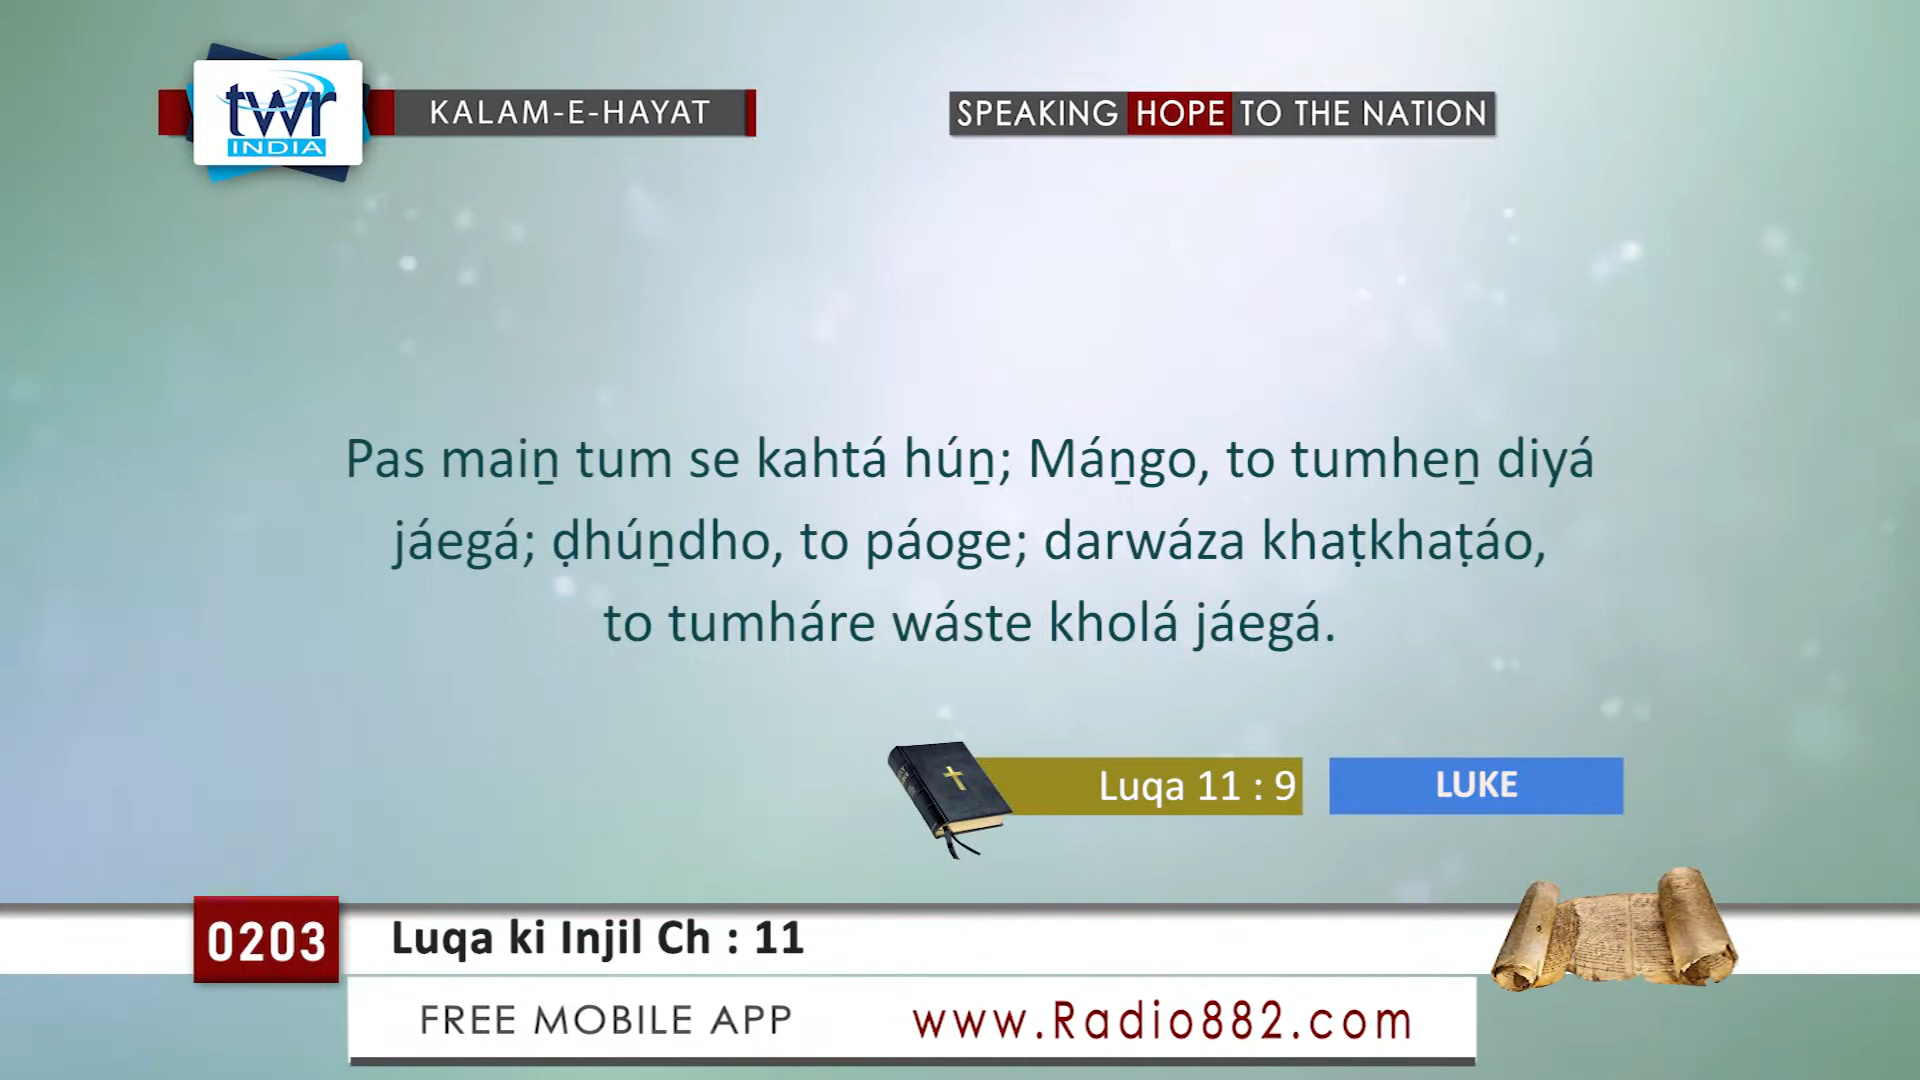 twr
INDIA
KALAM-E-HAYAT
SPEAKING HOPE TO THE NATION
Pas maiṉ tum se kahtá húṉ; Máṉgo, to tumheṉ diyá
jáegá; ḍhúṉdho, to páoge; darwáza khaṭkhaṭáo,
to tumháre wáste kholá jáegá.
Luqa 11 : 9
LUKE
0203
Luqa ki Injil Ch : 11
FREE MOBILE APP
www.Radio882.com